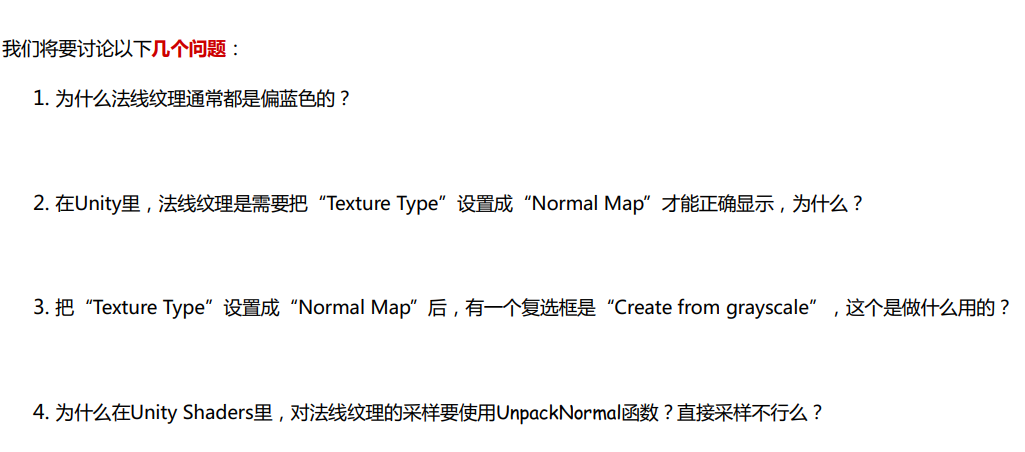 我们将要讨论以下几个问题：
1. 为什么法线纹理通常都是偏蓝色的？
2. 在Unity里，法线纹理是需要把“Texture Type”设置成“Normal Map”才能正确显示，为什么？
3. 把“Texture Type”设置成“Normal Map”后，有一个复选框是“Create from grayscale”，这个是做什么用的？
4. 为什么在Unity Shaders里，对法线纹理的采样要使用UnpackNormal函数？直接采样不行么？